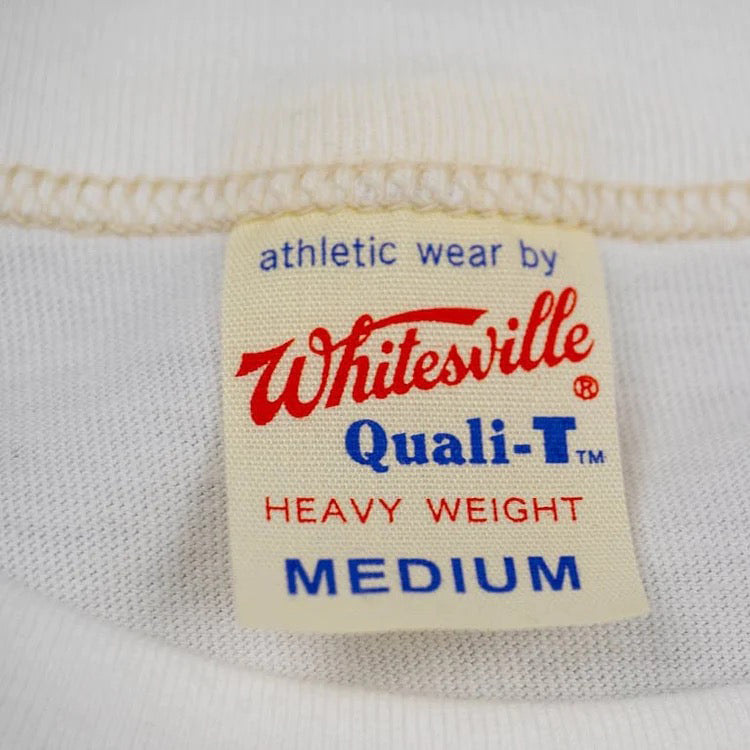 athletic wear by
Whitesville®
Quali-T™
HEAVY WEIGHT
MEDIUM